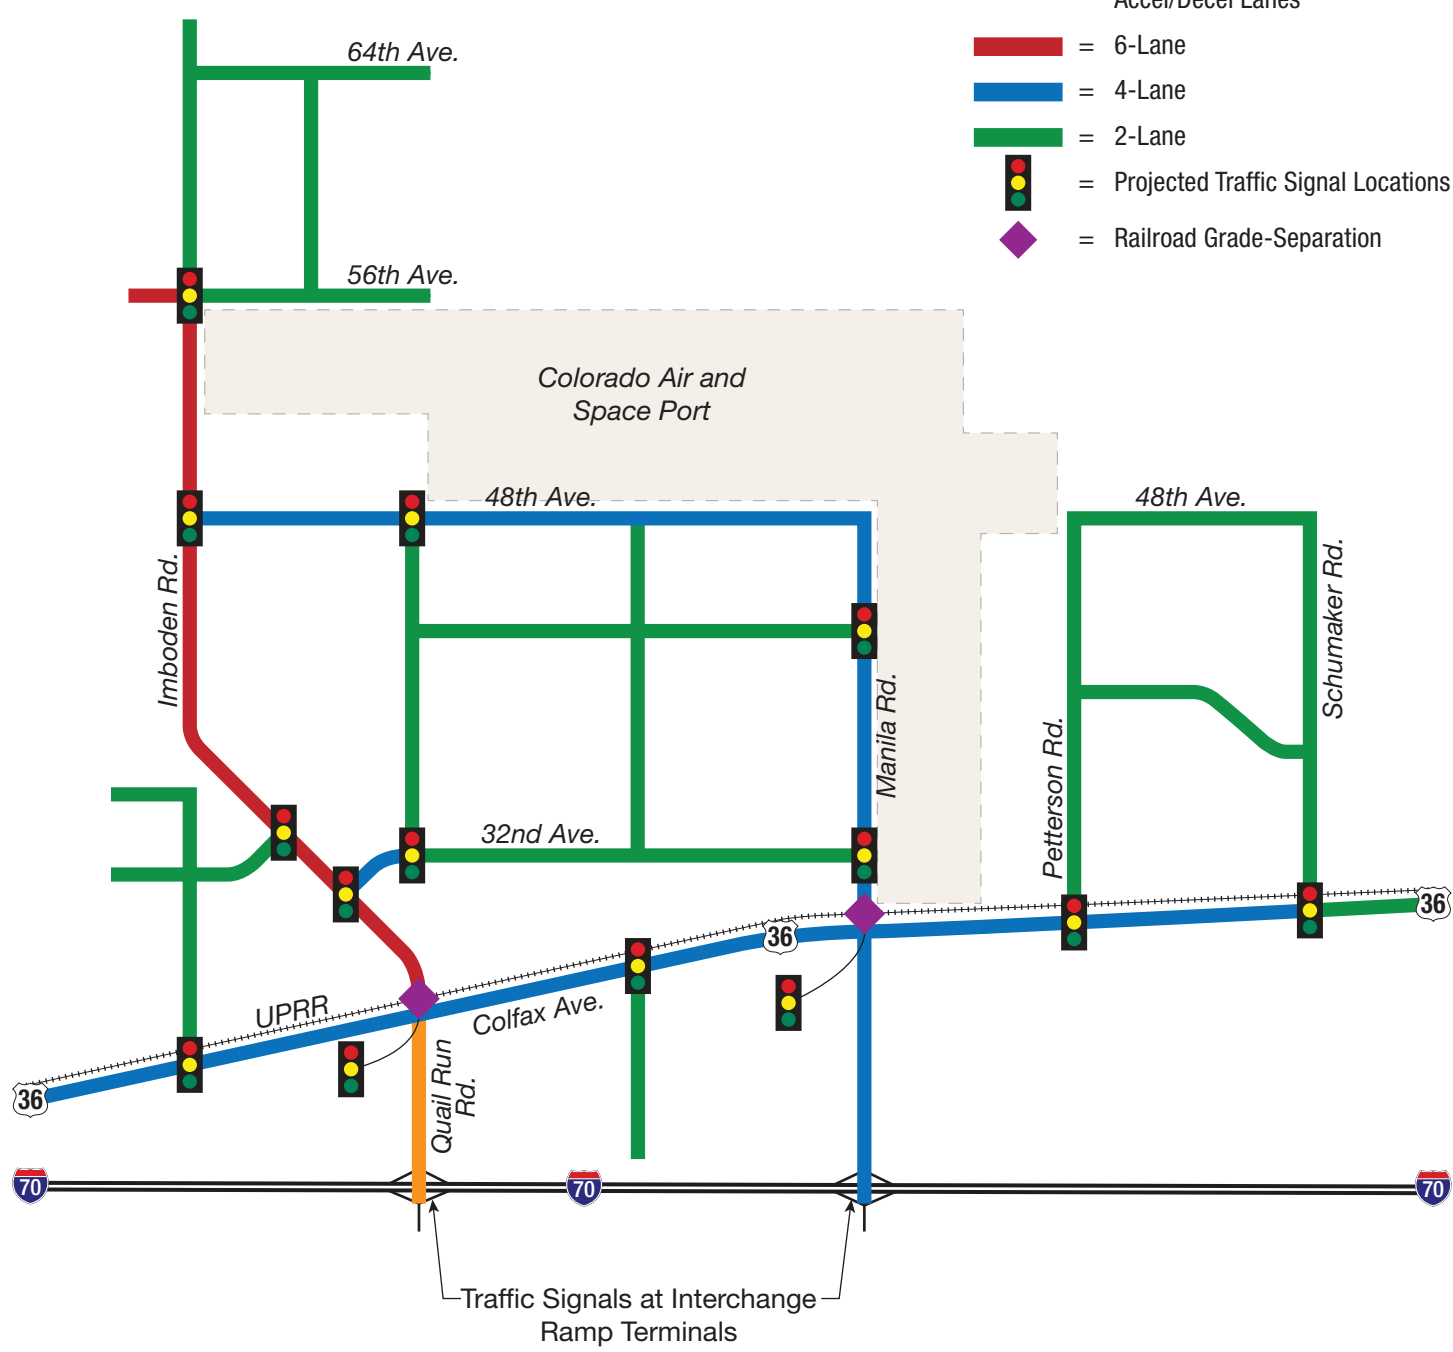 Accel/Decel Lanes
= 6-Lane
= 4-Lane
= 2-Lane
= Projected Traffic Signal Locations
= Railroad Grade-Separation
64th Ave.
56th Ave.
Colorado Air and
Space Port
48th Ave.
48th Ave.
Imboden Rd.
Schumaker Rd.
Manila Rd.
Petterson Rd.
32nd Ave.
36
36
UPRR
Colfax Ave.
36
Quail Run
Rd.
70
70
70
Traffic Signals at Interchange
Ramp Terminals